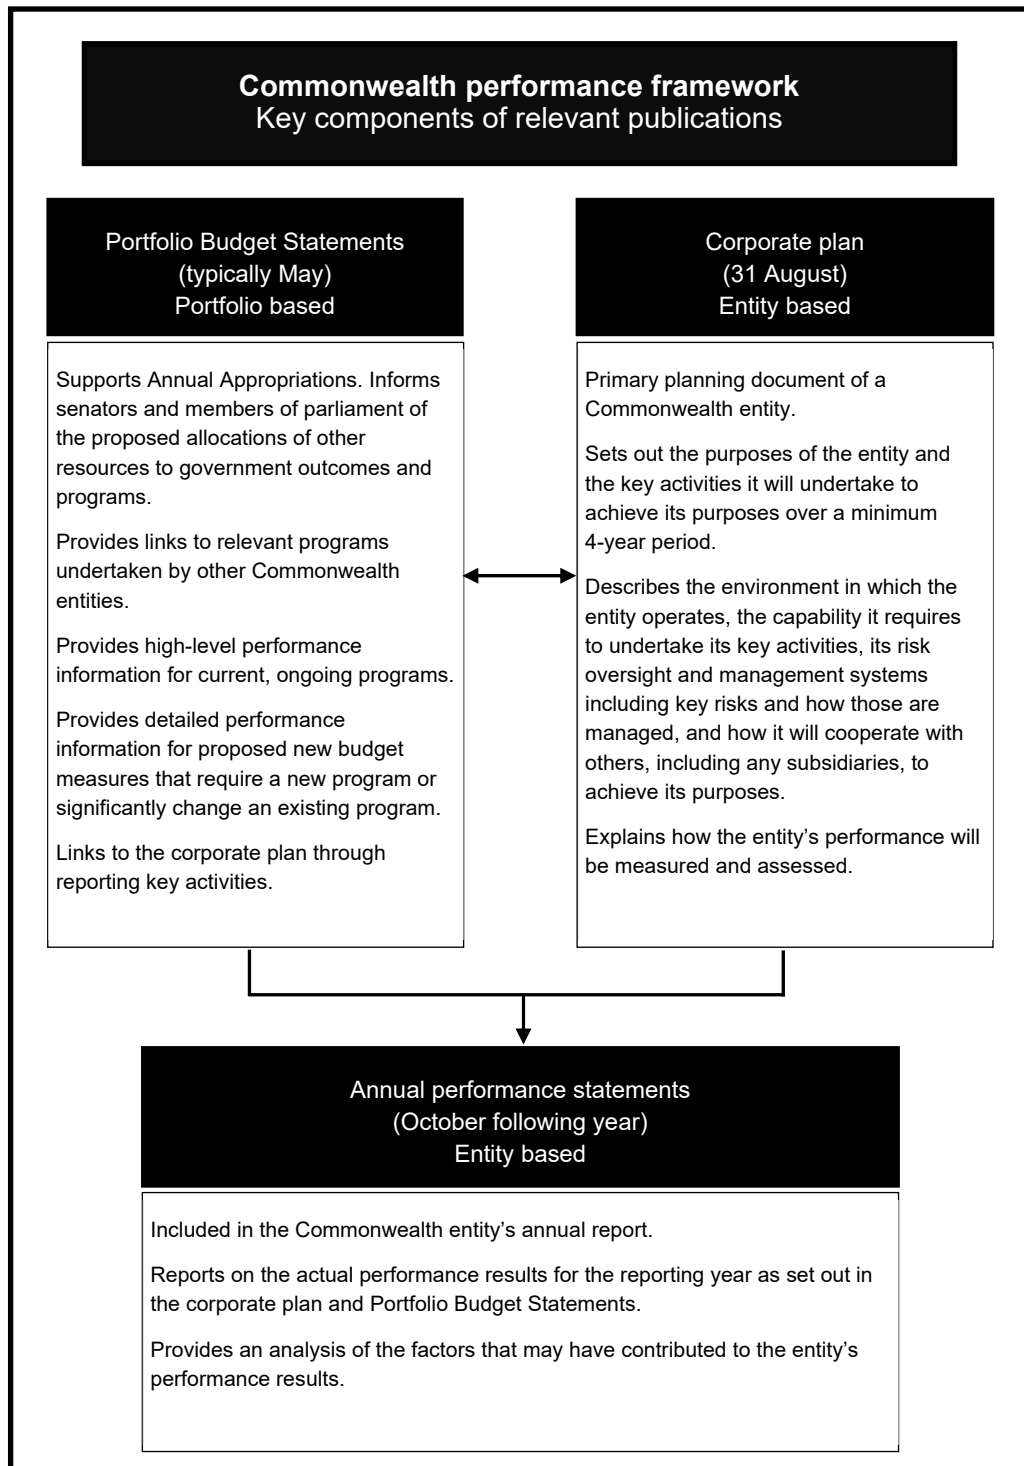 Commonwealth performance framework
Key components of relevant publications
Portfolio Budget Statements
(typically May)
Portfolio based
Supports Annual Appropriations. Informs
senators and members of parliament of
the proposed allocations of other
resources to government outcomes and
programs.
Provides links to relevant programs
undertaken by other Commonwealth
entities.
Provides high-level performance
information for current, ongoing programs.
Provides detailed performance
information for proposed new budget
measures that require a new program or
significantly change an existing program.
Links to the corporate plan through
reporting key activities.
Corporate plan
(31 August)
Entity based
Primary planning document of a
Commonwealth entity.
Sets out the purposes of the entity and
the key activities it will undertake to
achieve its purposes over a minimum
4-year period.
Describes the environment in which the
entity operates, the capability it requires
to undertake its key activities, its risk
oversight and management systems
including key risks and how those are
managed, and how it will cooperate with
others, including any subsidiaries, to
achieve its purposes.
Explains how the entity’s performance will
be measured and assessed.
Annual performance statements
(October following year)
Entity based
Included in the Commonwealth entity’s annual report.
Reports on the actual performance results for the reporting year as set out in
the corporate plan and Portfolio Budget Statements.
Provides an analysis of the factors that may have contributed to the entity’s
performance results.